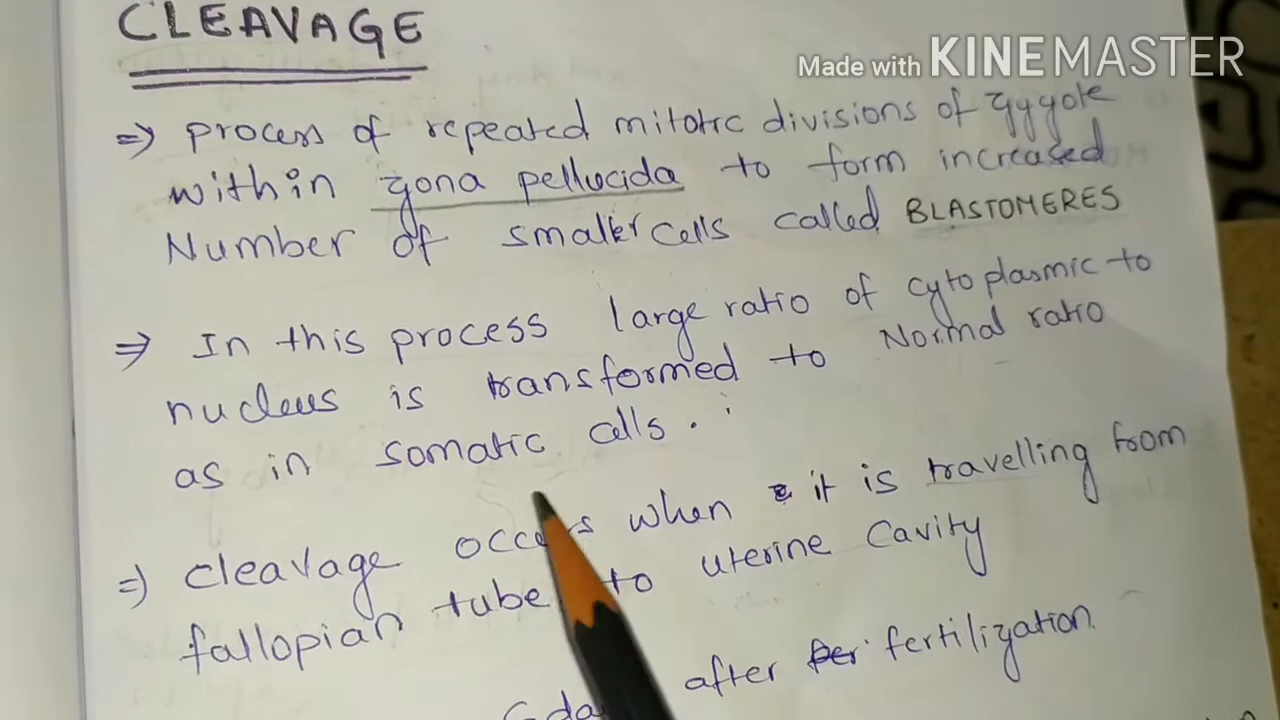 CLEAVAGE
Made with KINEMASTER
⇒ process of repeated mitotic divisions of zygote
within zona pellucida to form increased
Number of smaller cells called BLASTOMERES
⇒ In this process large ratio of cytoplasmic to
nucleus is transformed to Normal ratio
as in somatic cells.
⇒ cleavage occurs when it is travelling from
fallopian tube to uterine cavity
after fertilization.